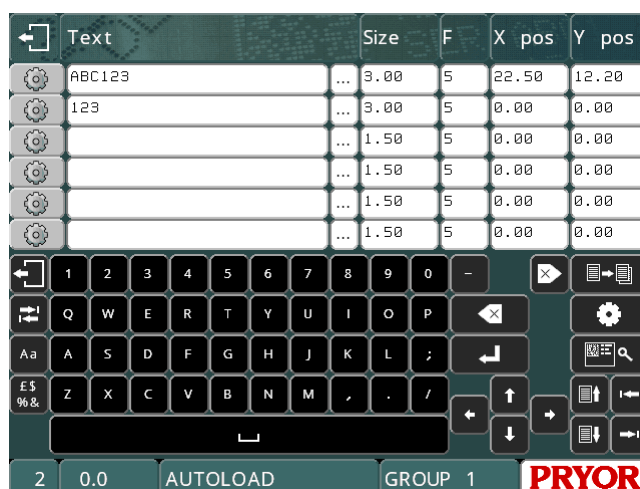 Text Size F X pos Y pos
ABC123 ... 3.00 5 22.50 12.20
123 ... 3.00 5 0.00 0.00
... 1.50 5 0.00 0.00
... 1.50 5 0.00 0.00
... 1.50 5 0.00 0.00
... 1.50 5 0.00 0.00
1 2 3 4 5 6 7 8 9 0 -
Q W E R T Y U I O P
Aa A S D F G H J K L ;
£$
%& Z X C V B N M , . /
2 0.0 AUTOLOAD GROUP 1 PRYOR